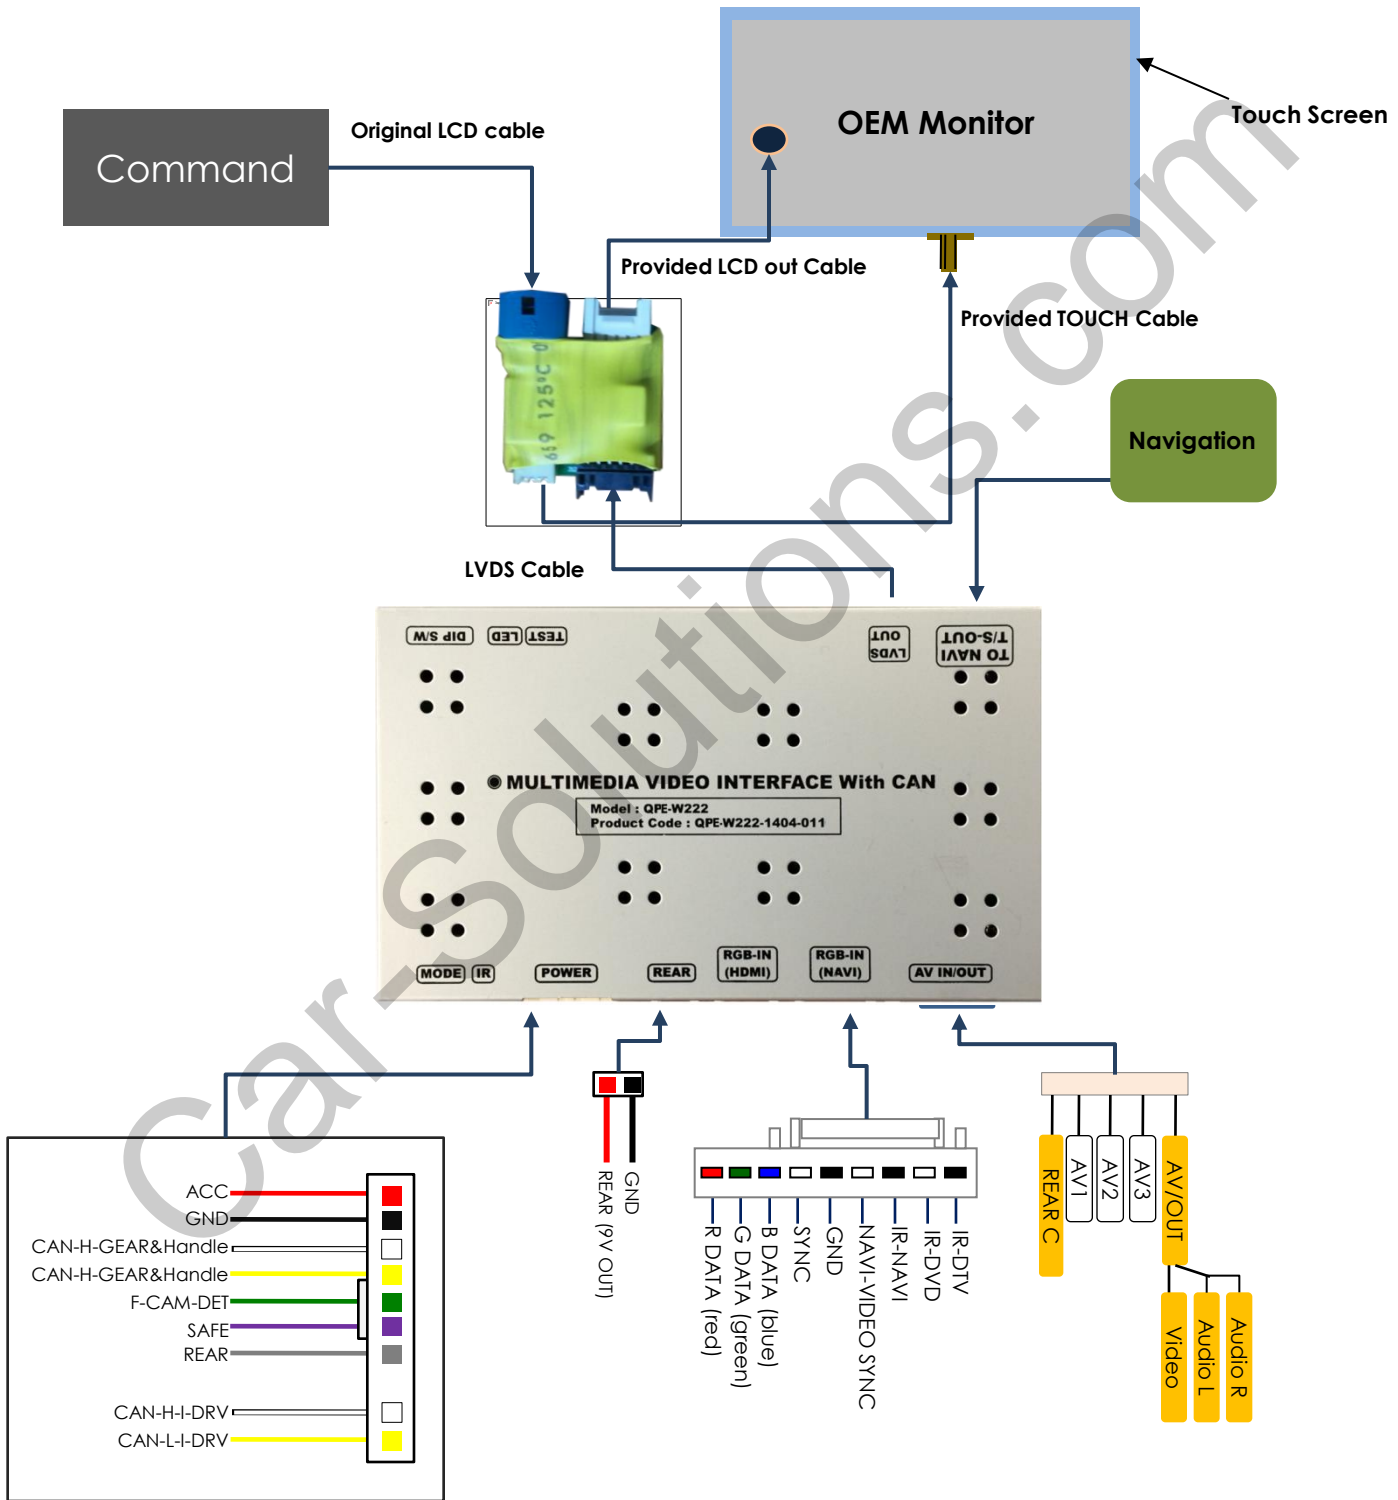 OEM Monitor
Touch Screen
Command
Original LCD cable
Provided LCD out Cable
Provided TOUCH Cable
Navigation
669 125°C 0
LVDS Cable
DIP S/W
LED
TEST
LVDS
OUT
TO NAVI
T/S-OUT
MULTIMEDIA VIDEO INTERFACE With CAN
Model : QPE-W222
Product Code : QPE-W222-1404-011
MODE
IR
POWER
REAR
RGB-IN
(HDMI)
RGB-IN
(NAVI)
AV IN/OUT
ACC
GND
CAN-H-GEAR&Handle
CAN-H-GEAR&Handle
F-CAM-DET
SAFE
REAR
CAN-H-I-DRV
CAN-L-I-DRV
REAR (9V OUT)
GND
R DATA (red)
G DATA (green)
B DATA (blue)
SYNC
GND
NAVI-VIDEO SYNC
IR-NAVI
IR-DVD
IR-DTV
REAR C
AV1
AV2
AV3
AV/OUT
Video
Audio L
Audio R
Car-Solutions.com